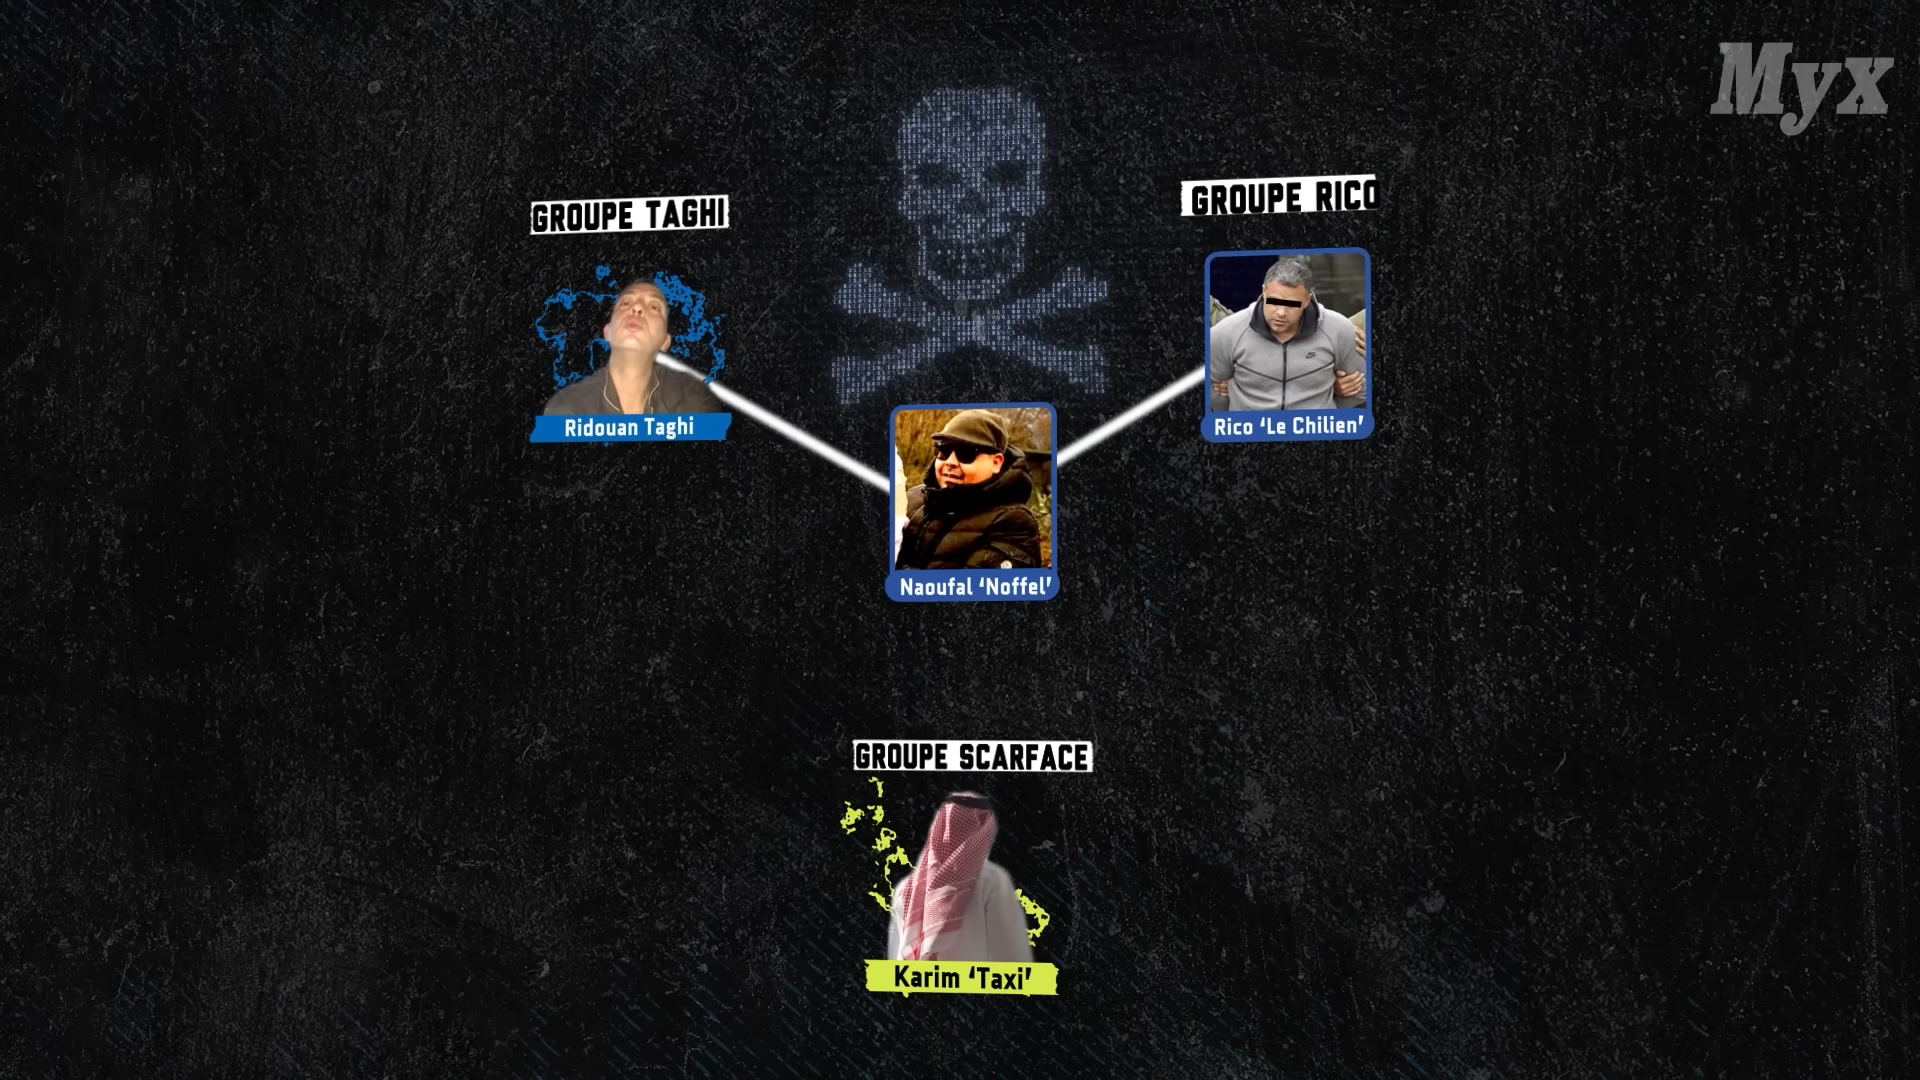 Myx
GROUPE TAGHI
GROUPE RICO
Ridouan Taghi
Rico ‘Le Chilien’
Naoufal ‘Noffel’
GROUPE SCARFACE
Karim ‘Taxi’